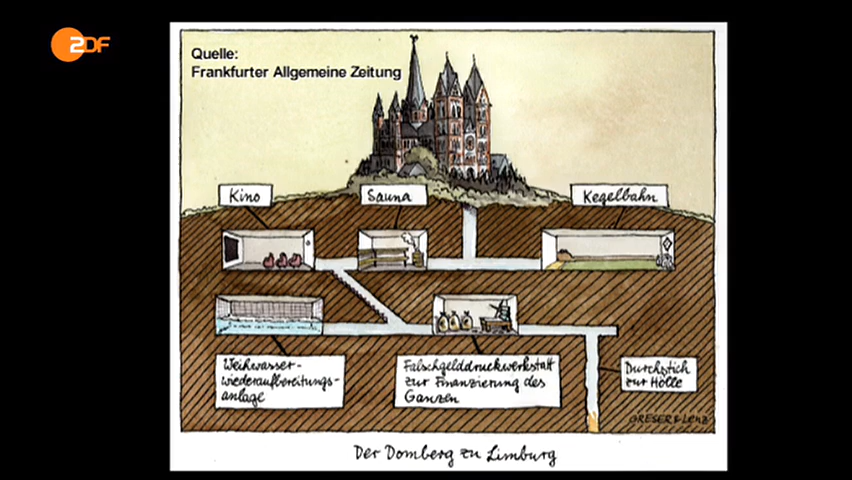 ZDF
Quelle:
Frankfurter Allgemeine Zeitung
Kino
Sauna
Kegelbahn
Weihwasser-
wiederaufbereitungs-
anlage
Falschgelddruckwerkstatt
zur Finanzierung des
Ganzen
Durchstich
zur Hölle
GRESER & LENZ
Der Domberg zu Limburg